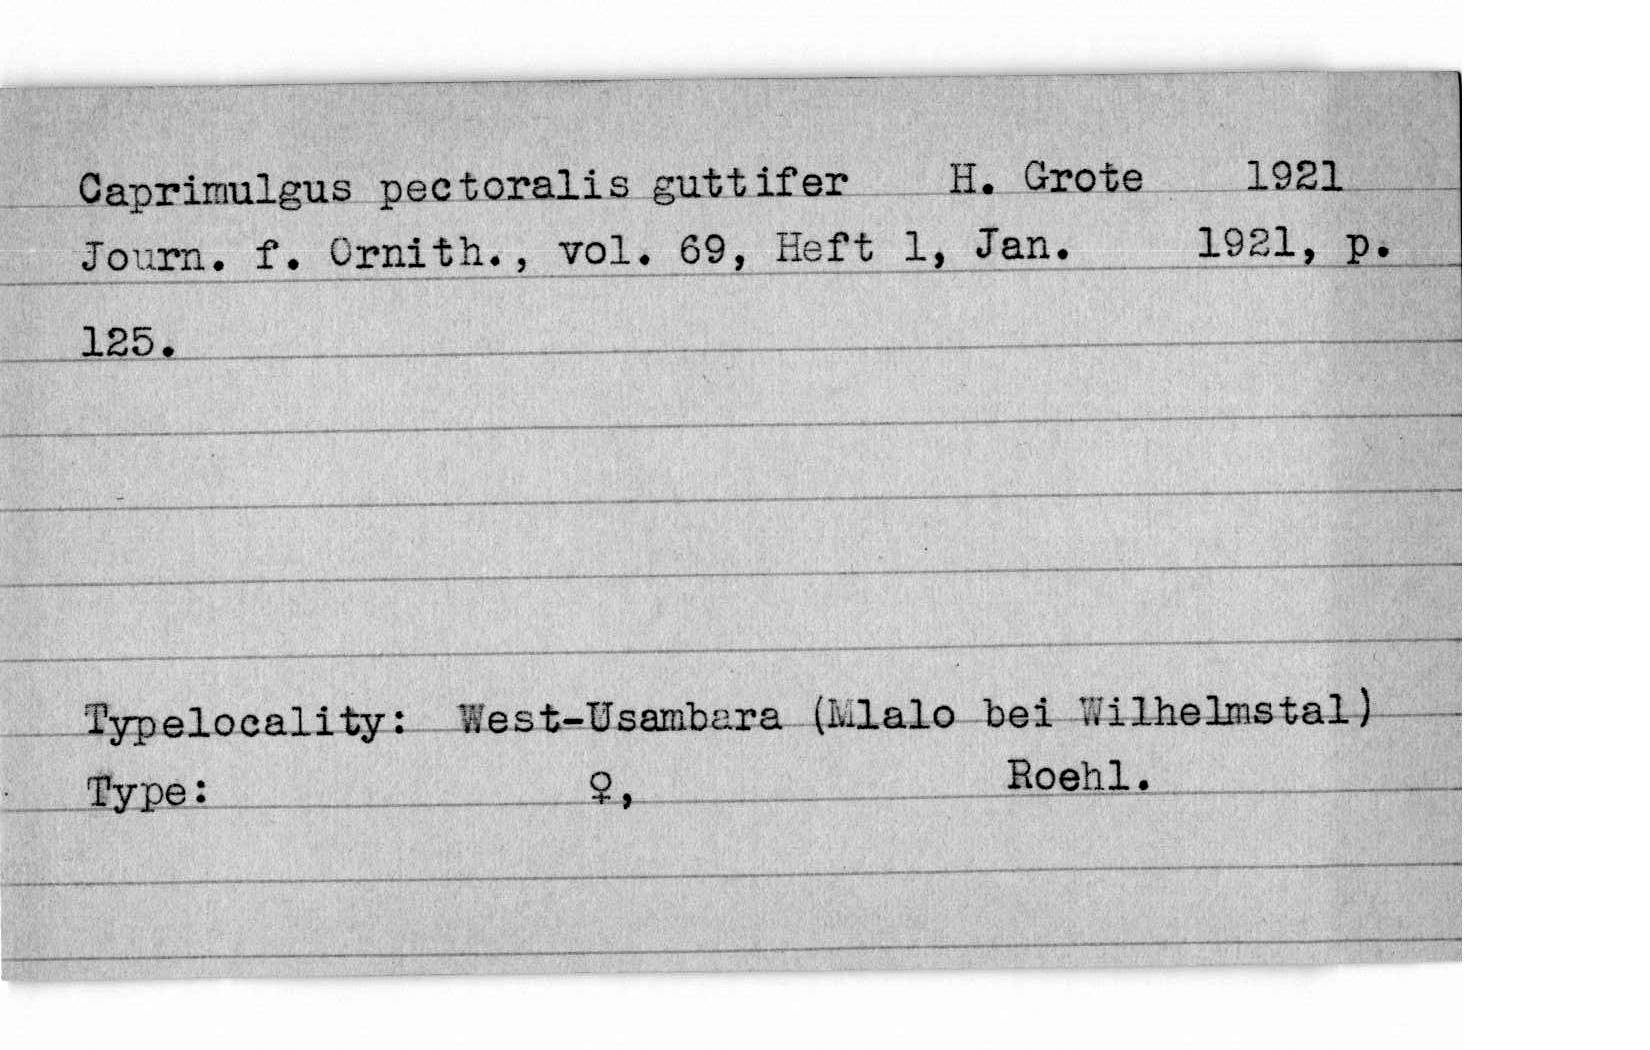 Caprimulgus pectoralis guttifer H. Grote 1921
Journ. f. Ornith., vol. 69, Heft 1, Jan. 1921, p.
125.
Typelocality: West-Usambara (Mlalo bei Wilhelmstal)
Type: ♀, Roehl.